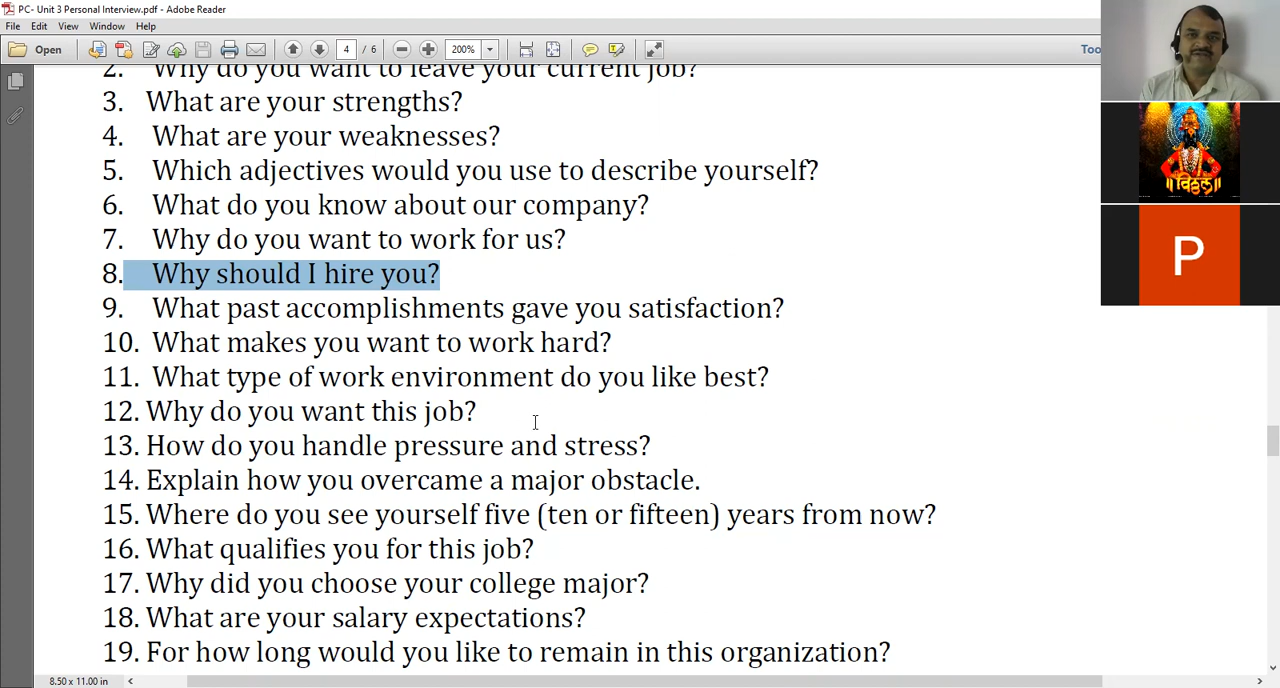 PC- Unit 3 Personal Interview.pdf - Adobe Reader
File Edit View Window Help
Open 4 / 6 200% Too
2. Why do you want to leave your current job?
3. What are your strengths?
4. What are your weaknesses?
5. Which adjectives would you use to describe yourself?
6. What do you know about our company?
7. Why do you want to work for us?
8. Why should I hire you?
9. What past accomplishments gave you satisfaction?
10. What makes you want to work hard?
11. What type of work environment do you like best?
12. Why do you want this job?
13. How do you handle pressure and stress?
14. Explain how you overcame a major obstacle.
15. Where do you see yourself five (ten or fifteen) years from now?
16. What qualifies you for this job?
17. Why did you choose your college major?
18. What are your salary expectations?
19. For how long would you like to remain in this organization?
8.50 x 11.00 in
॥ विठ्ठल ॥
P